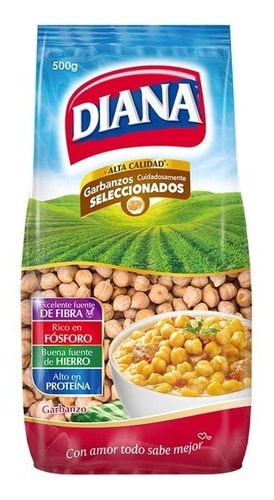 500g
DIANA
• ALTA CALIDAD •
Garbanzos Cuidadosamente
SELECCIONADOS
Excelente fuente
DE FIBRA
Rico en
FÓSFORO
Buena fuente
de HIERRO
Alto en
PROTEÍNA
Garbanzo
Con amor todo sabe mejor